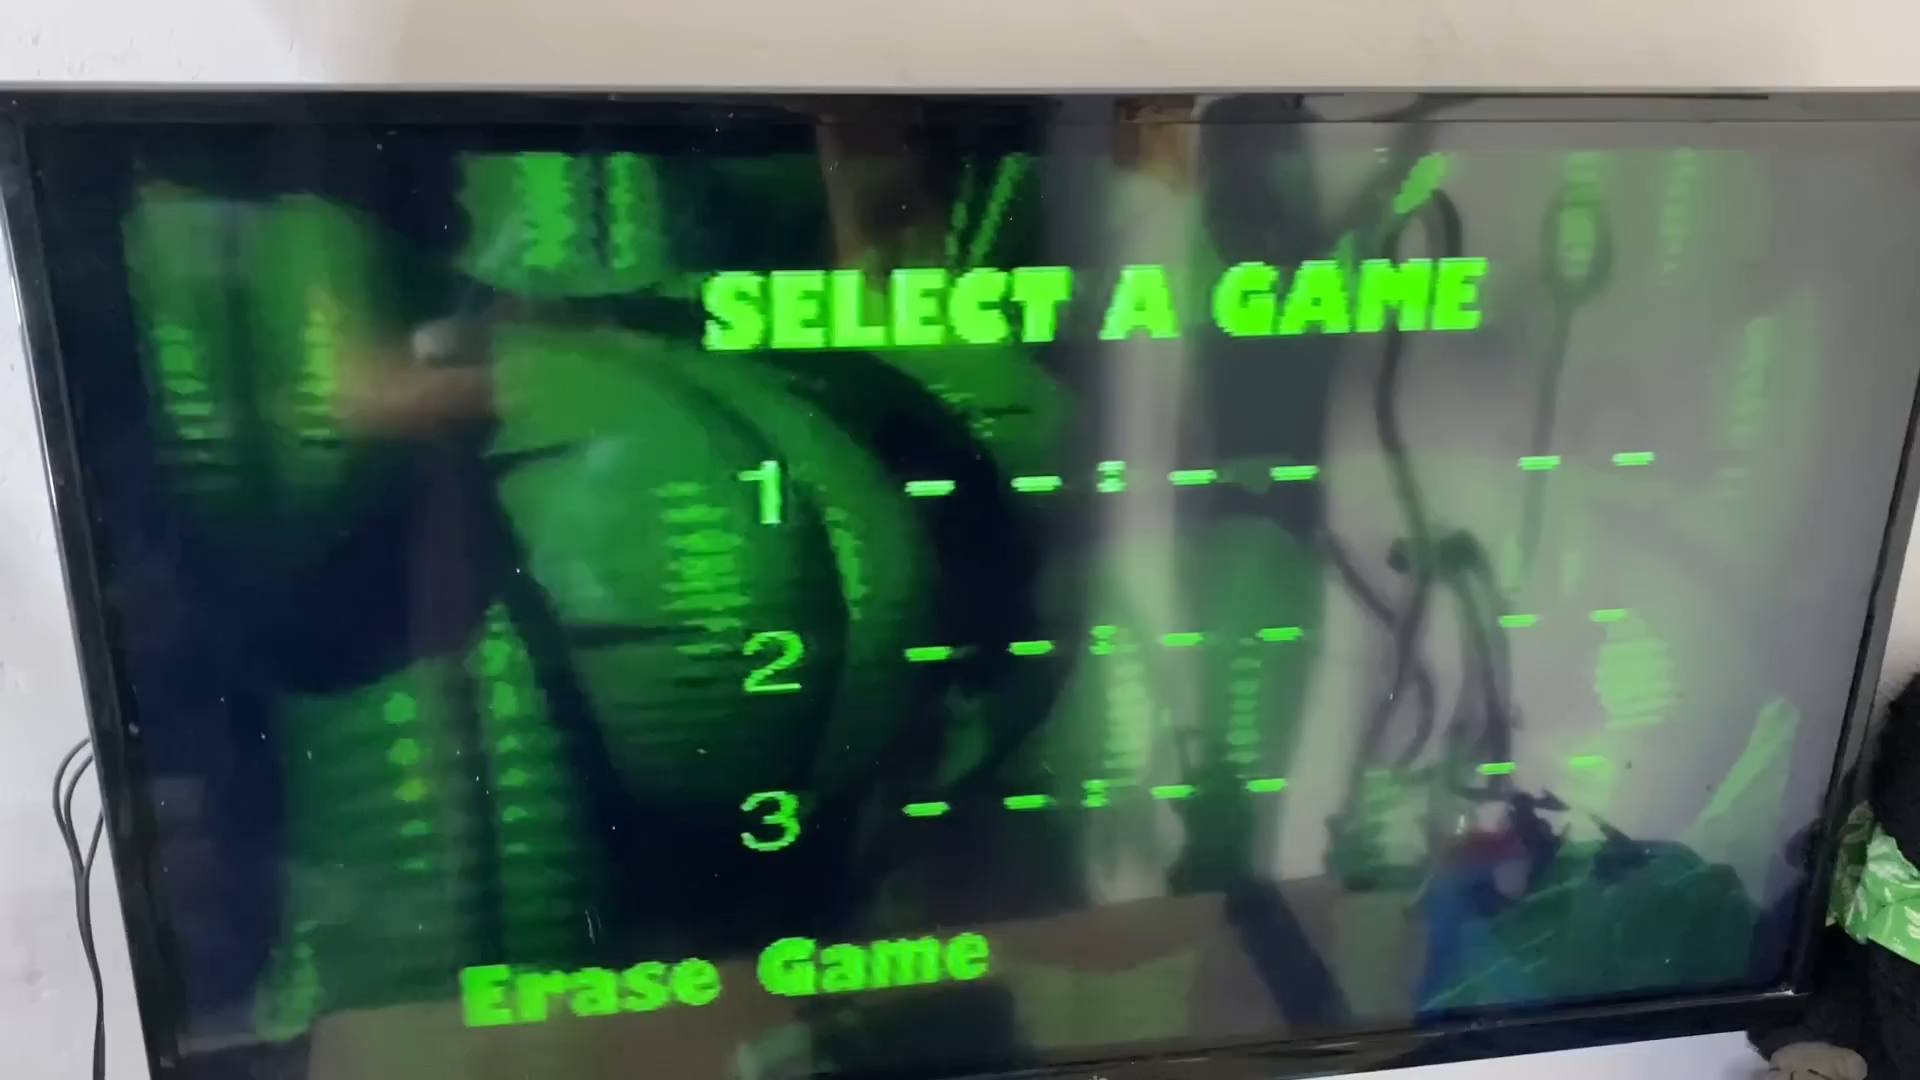 SELECT A GAME
1 - - : - - - -
2 - - : - - - -
3 - - : - - - -
Erase Game